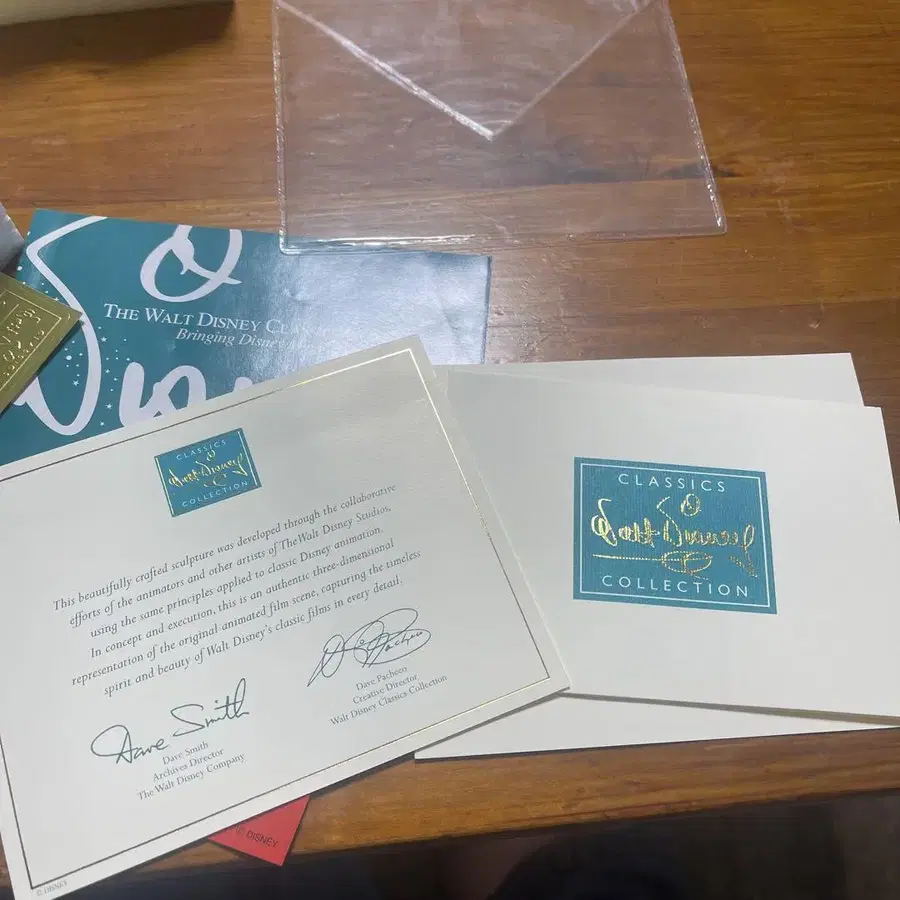 THE WALT DISNEY
Bringing Disney
CLASSICS
Walt Disney
COLLECTION
This beautifully crafted sculpture was developed through the collaborative
efforts of the animators and other artists of The Walt Disney Studios,
using the same principles applied to classic Disney animation.
In concept and execution, this is an authentic three-dimensional
representation of the original animated film scene, capturing the timeless
spirit and beauty of Walt Disney's classic films in every detail.
Dave Smith
Dave Smith
Archives Director
The Walt Disney Company
Dave Pacheco
Dave Pacheco
Creative Director
Walt Disney Classics Collection
© DISNEY
© DISNEY
CLASSICS
Walt Disney
COLLECTION